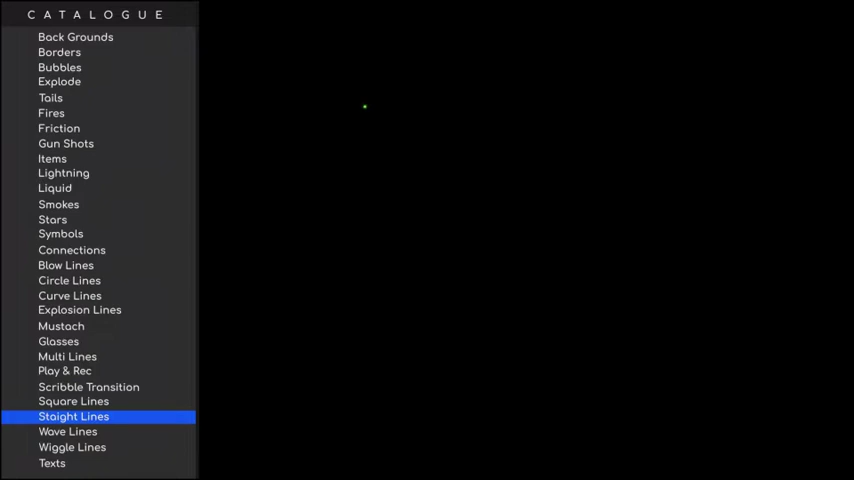 CATALOGUE
Back Grounds
Borders
Bubbles
Explode
Tails
Fires
Friction
Gun Shots
Items
Lightning
Liquid
Smokes
Stars
Symbols
Connections
Blow Lines
Circle Lines
Curve Lines
Explosion Lines
Mustach
Glasses
Multi Lines
Play & Rec
Scribble Transition
Square Lines
Staight Lines
Wave Lines
Wiggle Lines
Texts